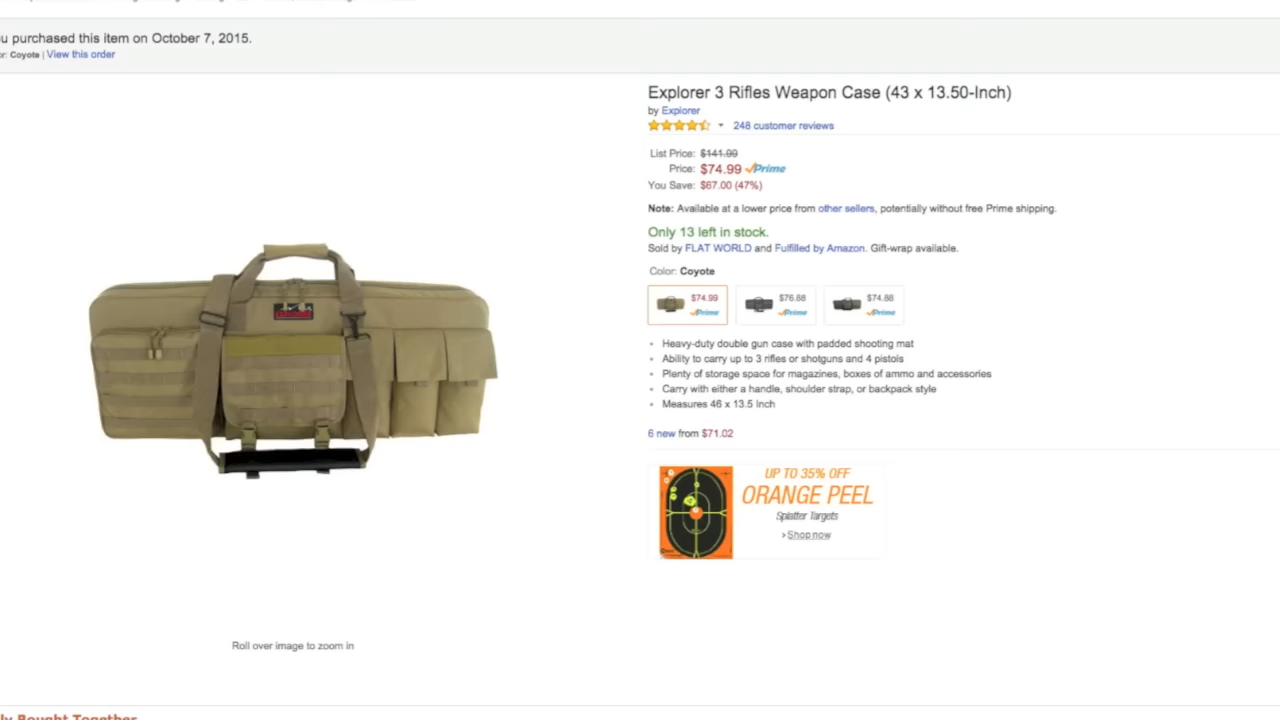 u purchased this item on October 7, 2015.
or: Coyote | View this order
Explorer 3 Rifles Weapon Case (43 x 13.50-Inch)
by Explorer
248 customer reviews
List Price: $141.99
Price: $74.99 Prime
You Save: $67.00 (47%)
Note: Available at a lower price from other sellers, potentially without free Prime shipping.
Only 13 left in stock.
Sold by FLAT WORLD and Fulfilled by Amazon. Gift-wrap available.
Color: Coyote
$74.99 $76.88 $74.88
Prime Prime Prime
• Heavy-duty double gun case with padded shooting mat
• Ability to carry up to 3 rifles or shotguns and 4 pistols
• Plenty of storage space for magazines, boxes of ammo and accessories
• Carry with either a handle, shoulder strap, or backpack style
• Measures 46 x 13.5 Inch
6 new from $71.02
UP TO 35% OFF
ORANGE PEEL
Splatter Targets
› Shop now
Roll over image to zoom in
ly Bought Together